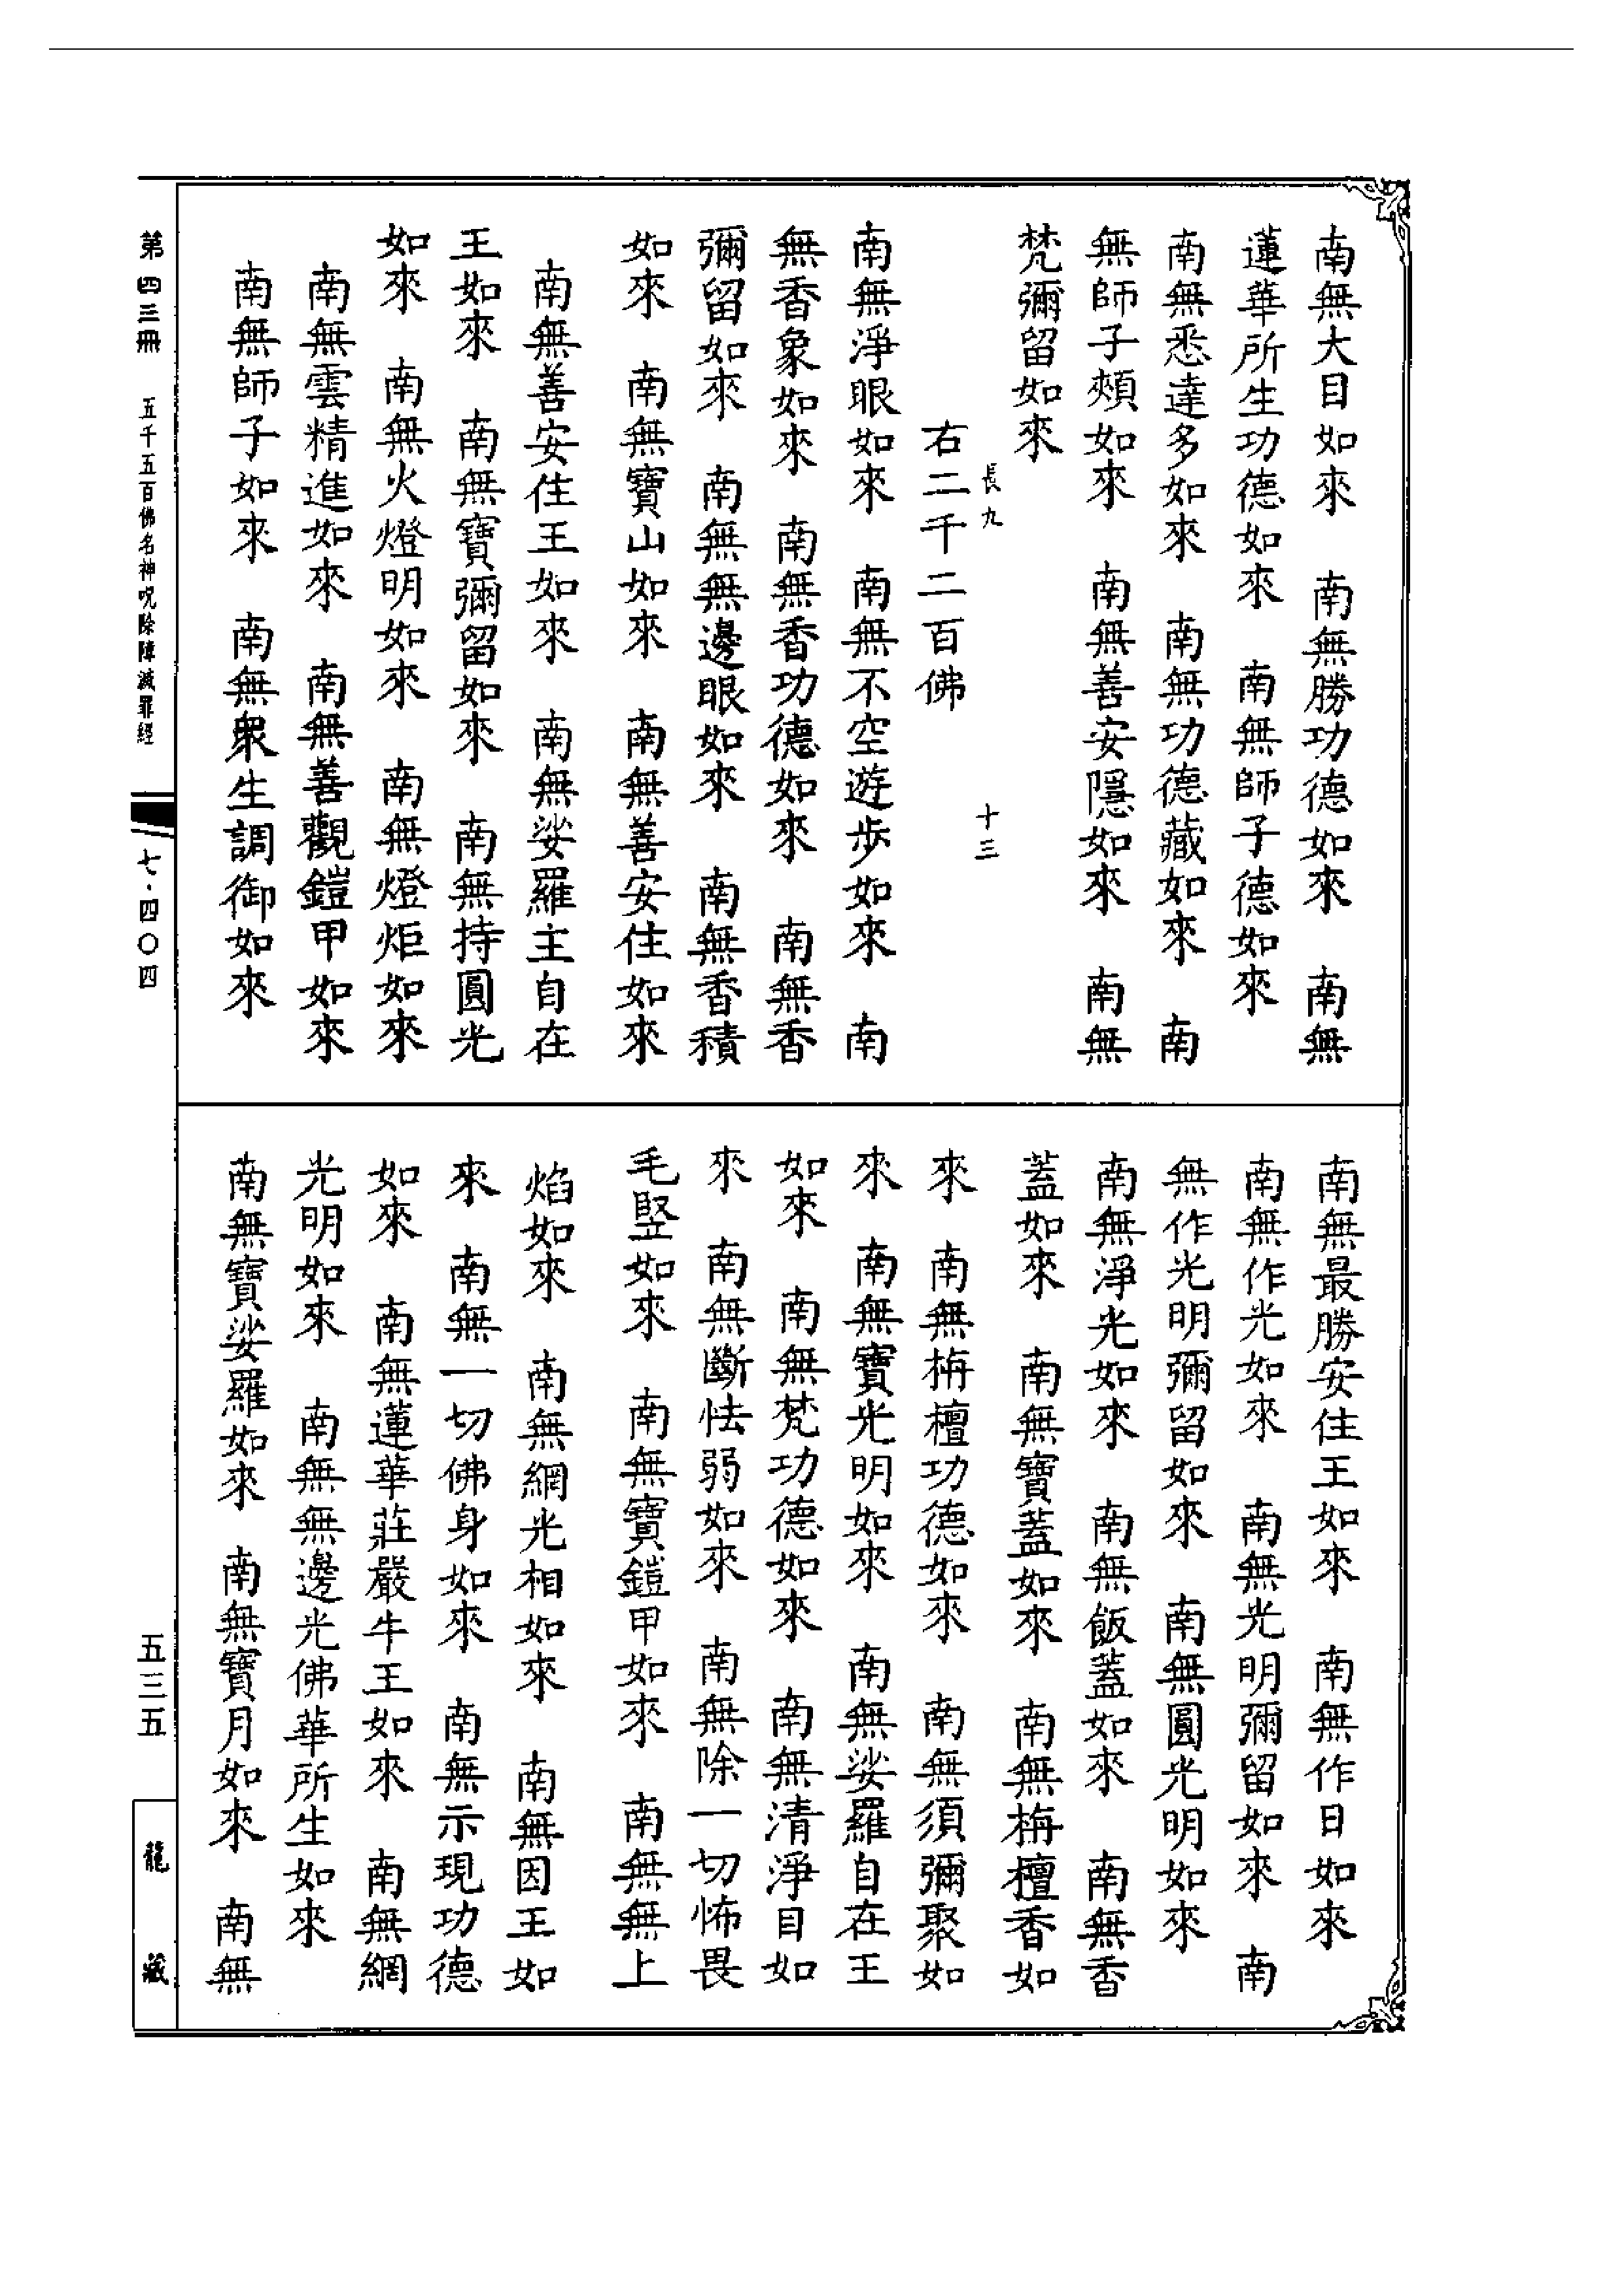 南無大目如來　南無勝功德如來　南無
蓮華所生功德如來　南無師子德如來
南無悉達多如來　南無功德藏如來　南
無師子頰如來　南無善安隱如來　南無
梵彌留如來
長九　十三
右二千二百佛
南無淨眼如來　南無不空遊步如來　南
無香象如來　南無香功德如來　南無香
彌留如來　南無無邊眼如來　南無香積
如來　南無寶山如來　南無善安住如來
南無善安住王如來　南無娑羅主自在
王如來　南無寶彌留如來　南無持圓光
如來　南無火燈明如來　南無燈炬如來
南無雲精進如來　南無善觀鎧甲如來
南無師子如來　南無眾生調御如來
南無最勝安住王如來　南無作日如來
南無作光如來　南無光明彌留如來　南
無作光明彌留如來　南無圓光明如來
南無淨光如來　南無飯蓋如來　南無香
蓋如來　南無寶蓋如來　南無栴檀香如
來　南無栴檀功德如來　南無須彌聚如
來　南無寶光明如來　南無娑羅自在王
如來　南無梵功德如來　南無清淨目如
來　南無斷怯弱如來　南無除一切怖畏
毛豎如來　南無寶鎧甲如來　南無無上
焰如來　南無網光相如來　南無因王如
來　南無一切佛身如來　南無示現功德
如來　南無蓮華莊嚴牛王如來　南無網
光明如來　南無無邊光佛華所生如來
南無寶娑羅如來　南無寶月如來　南無
第四三冊　五千五百佛名神呪除障滅罪經
七·四〇四
五三五
龍藏